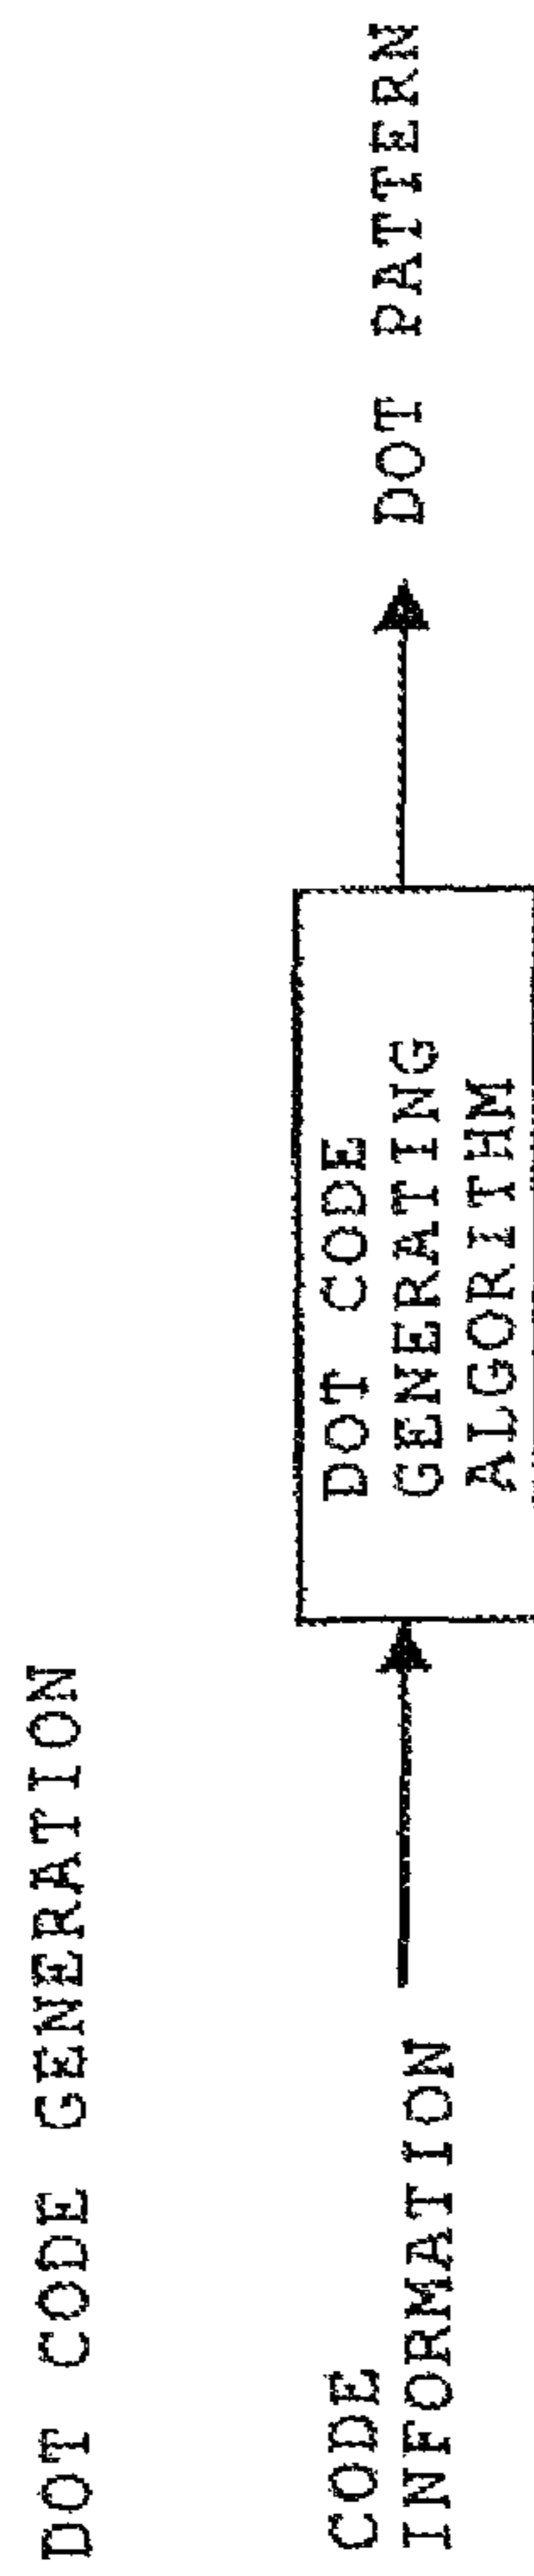 DOT CODE GENERATION
CODE
INFORMATION
DOT CODE
GENERATING
ALGORITHM
DOT PATTERN